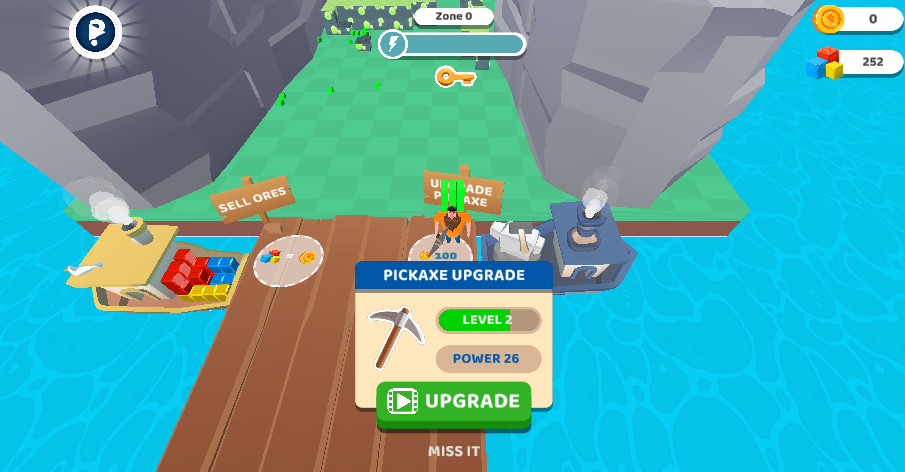 Zone 0
0
252
SELL ORES
UPGRADE
PICKAXE
100
PICKAXE UPGRADE
LEVEL 2
POWER 26
UPGRADE
MISS IT